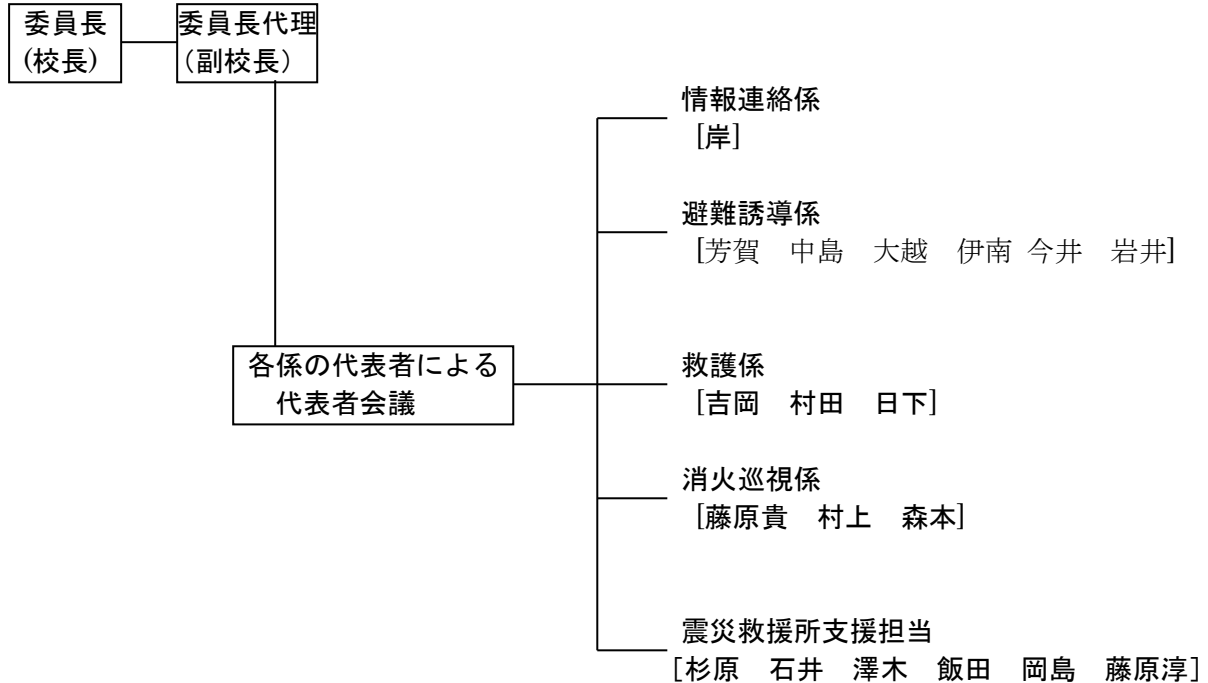 委員長
(校長)
委員長代理
(副校長)
情報連絡係
[岸]
避難誘導係
[芳賀　中島　大越　伊南 今井　岩井]
各係の代表者による
代表者会議
救護係
[吉岡　村田　日下]
消火巡視係
[藤原貴　村上　森本]
震災救援所支援担当
[杉原　石井　澤木　飯田　岡島　藤原淳]